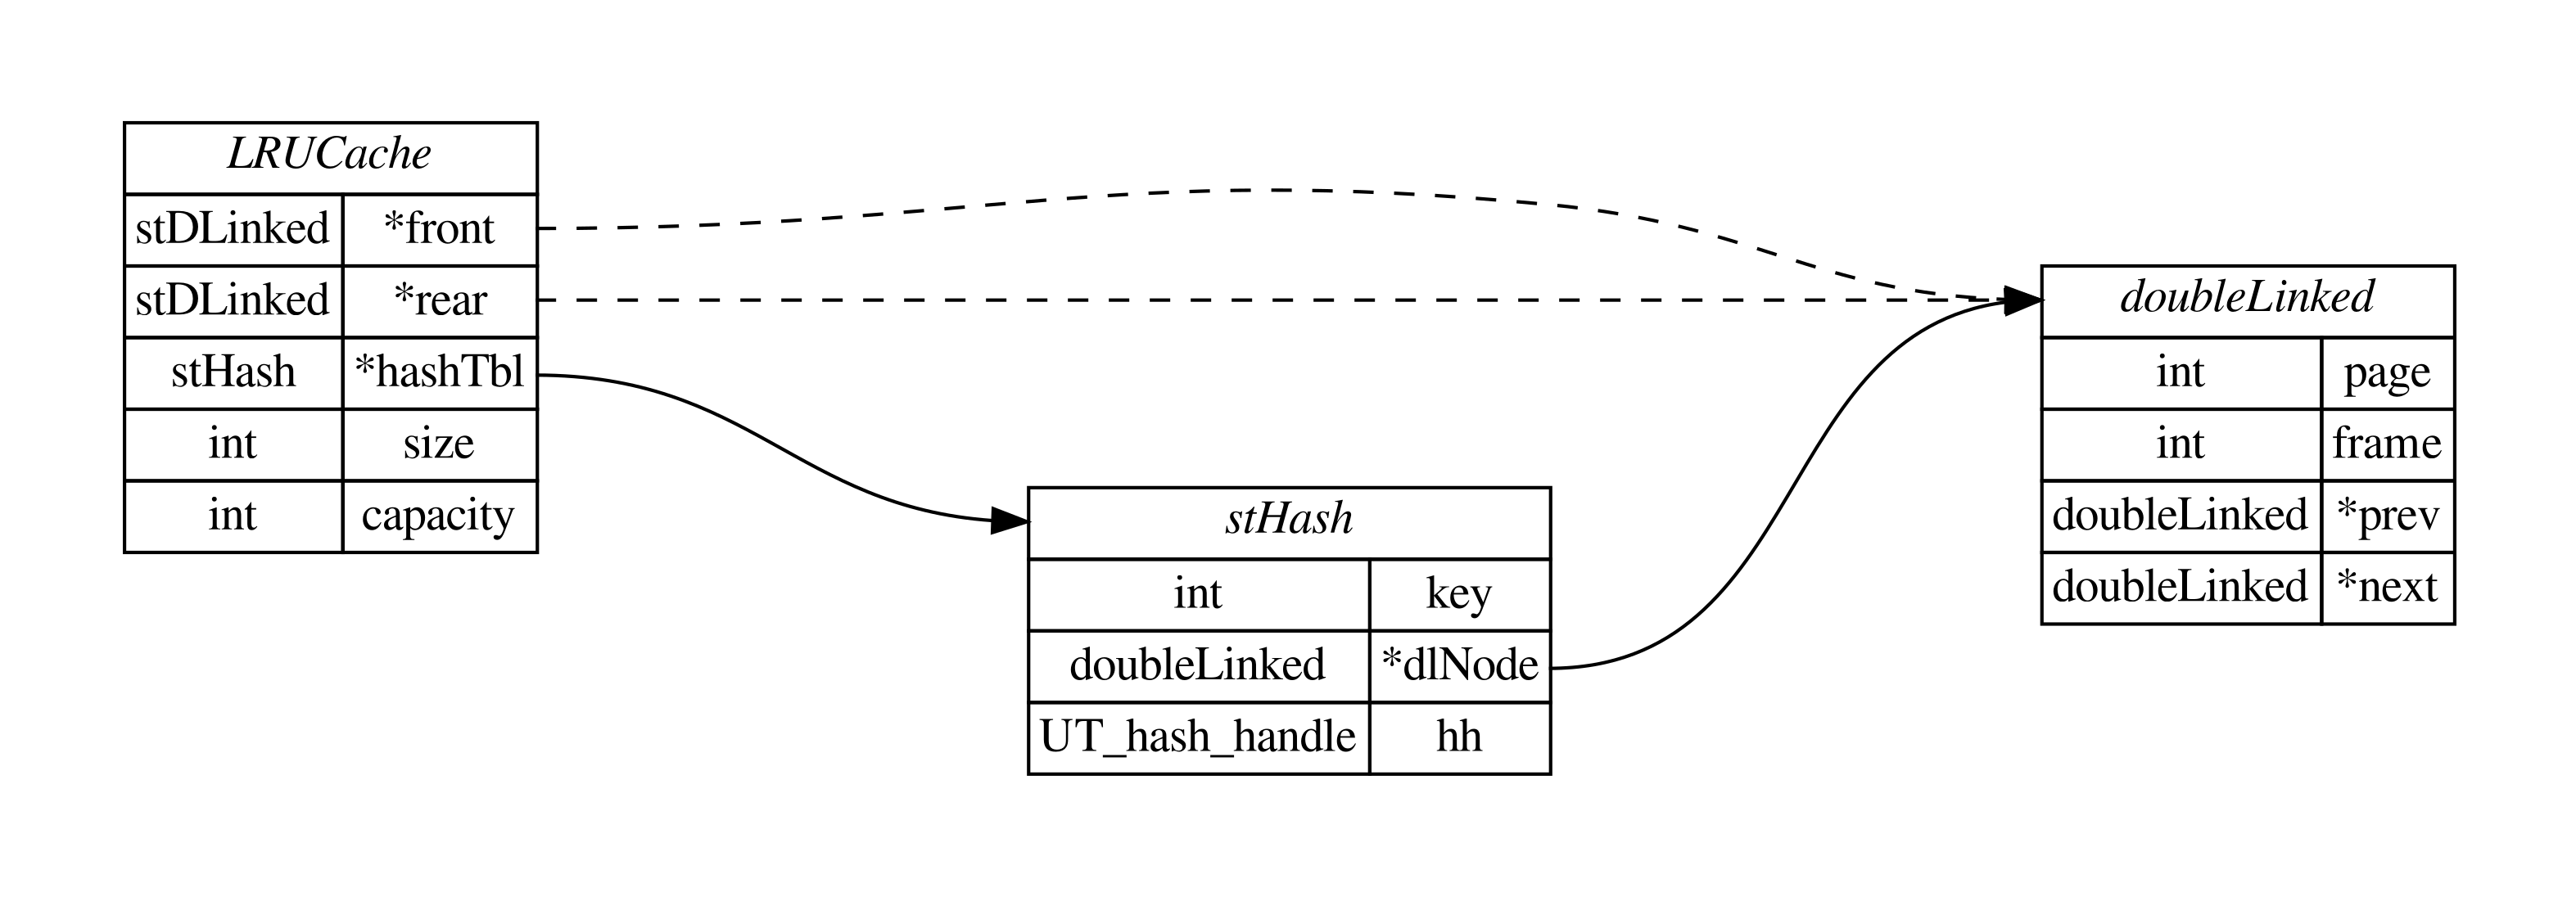 LRUCache
stDLinked *front
stDLinked *rear
stHash *hashTbl
int size
int capacity
stHash
int key
doubleLinked *dlNode
UT_hash_handle hh
doubleLinked
int page
int frame
doubleLinked *prev
doubleLinked *next